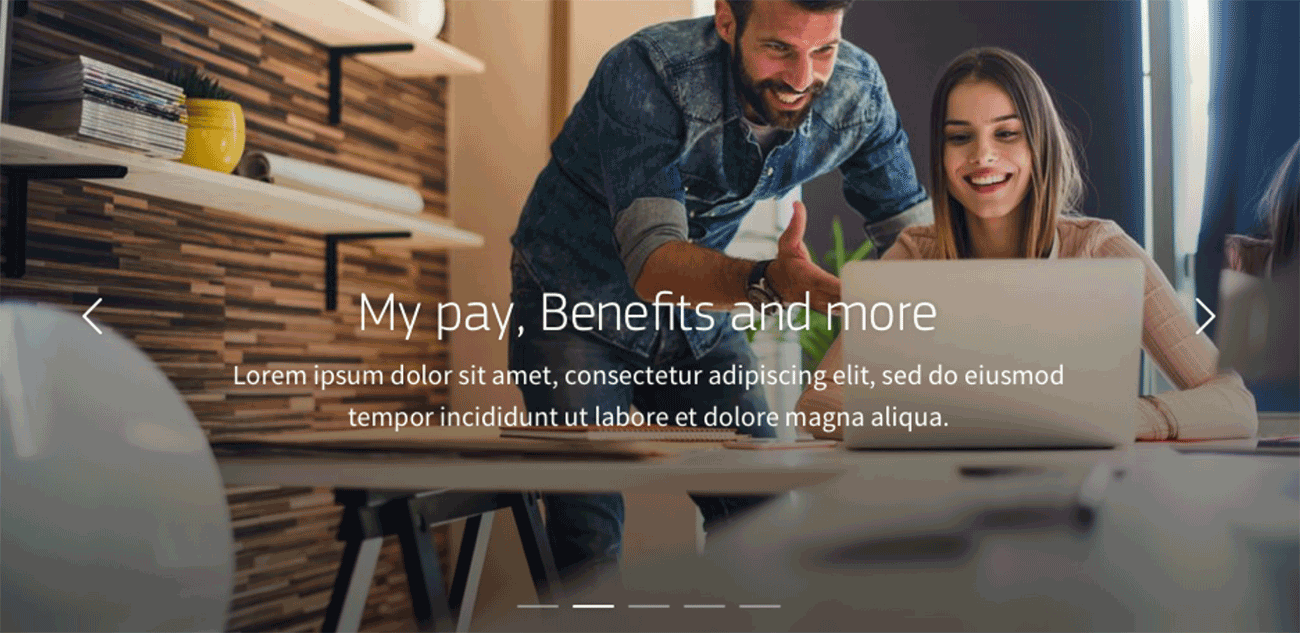 My pay, Benefits and more
Lorem ipsum dolor sit amet, consectetur adipiscing elit, sed do eiusmod
tempor incididunt ut labore et dolore magna aliqua.